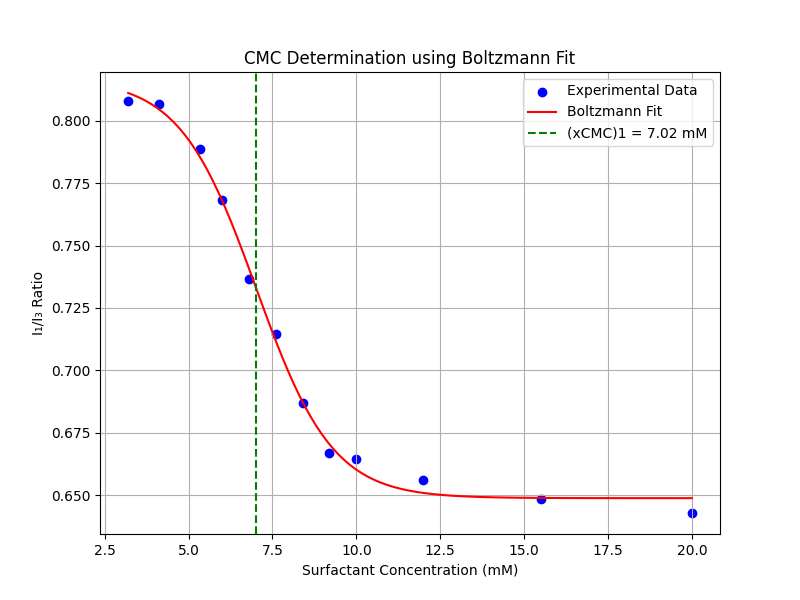 CMC Determination using Boltzmann Fit
Experimental Data
Boltzmann Fit
(xCMC)1 = 7.02 mM
I₁/I₃ Ratio
0.800
0.775
0.750
0.725
0.700
0.675
0.650
2.5 5.0 7.5 10.0 12.5 15.0 17.5 20.0
Surfactant Concentration (mM)